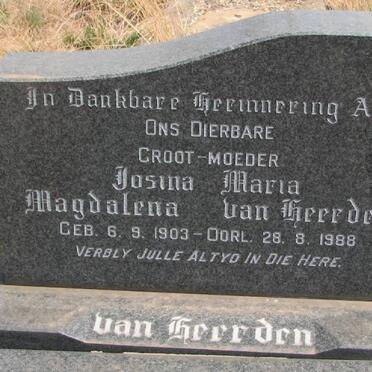 In Dankbare Herinnering A
ONS DIERBARE
GROOT-MOEDER
Josina Maria
Magdalena van Heerde
GEB. 6. 9. 1903 - OORL. 28. 8. 1988
VERBLY JULLE ALTYD IN DIE HERE.
van Heerden